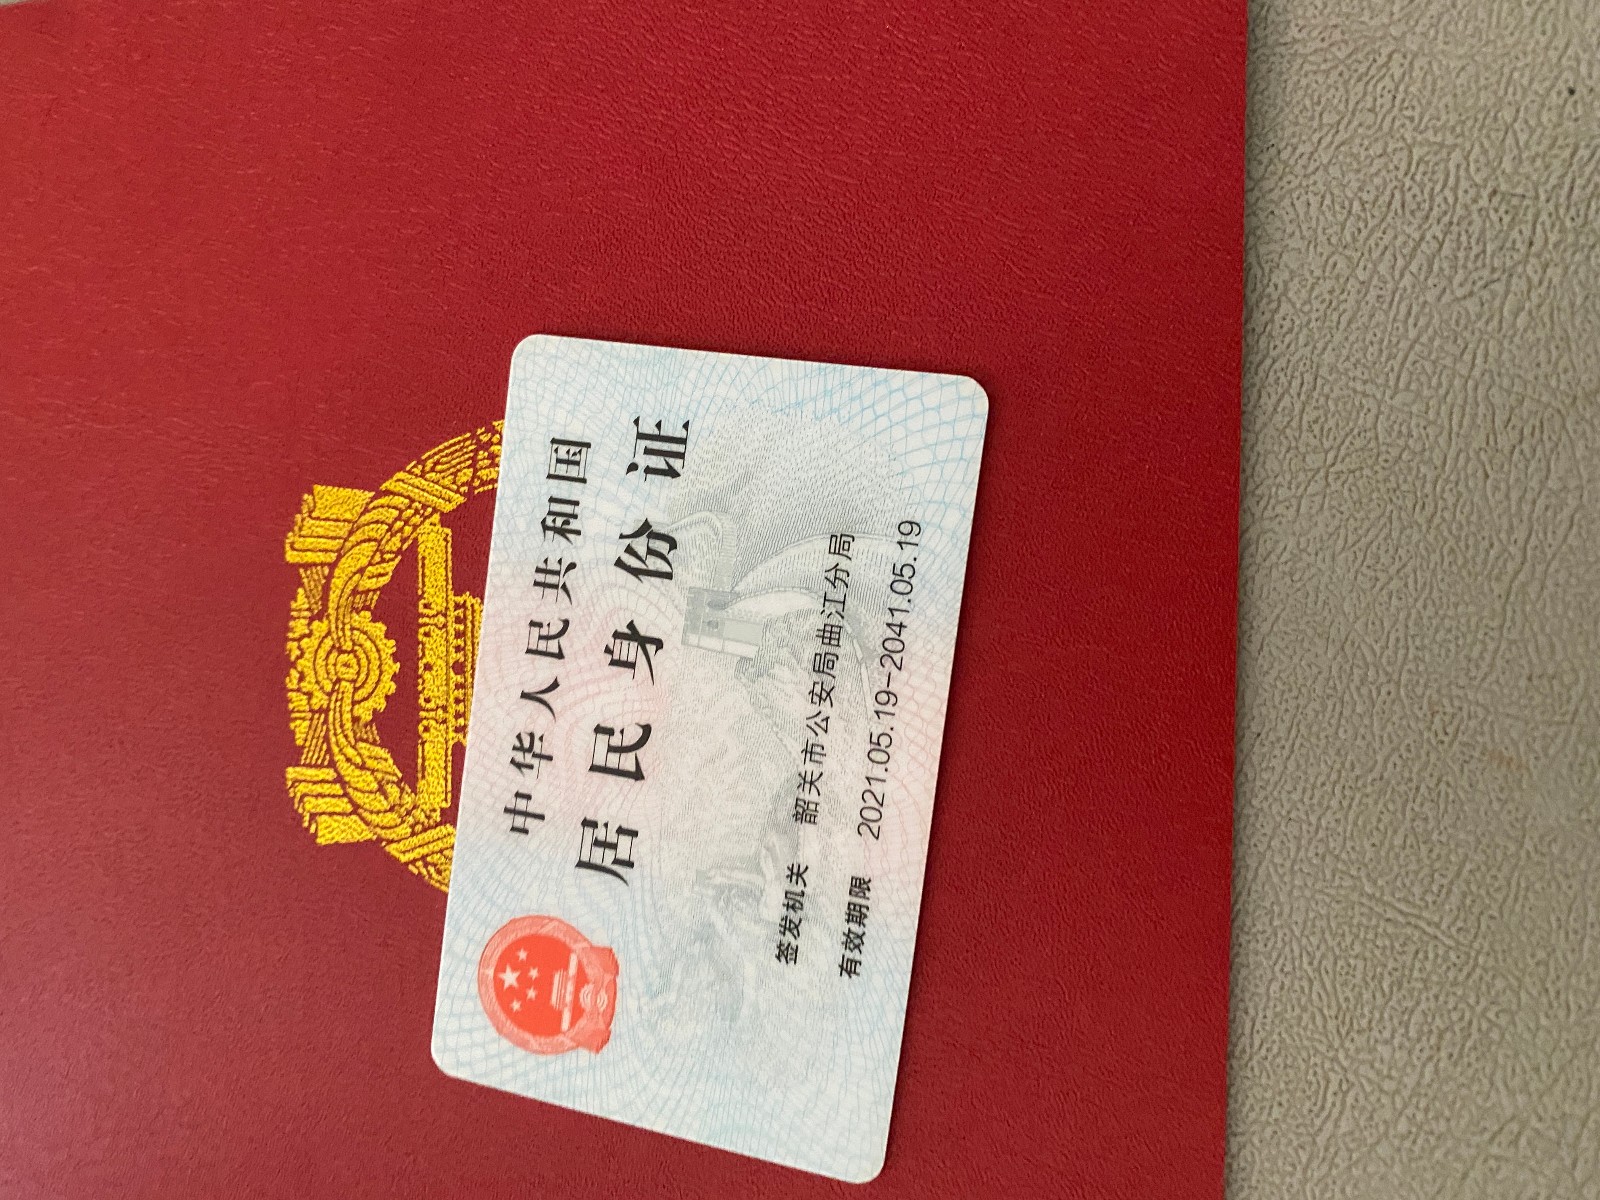 中华人民共和国
居民身份证
签发机关 韶关市公安局曲江分局
有效期限 2021.05.19-2041.05.19